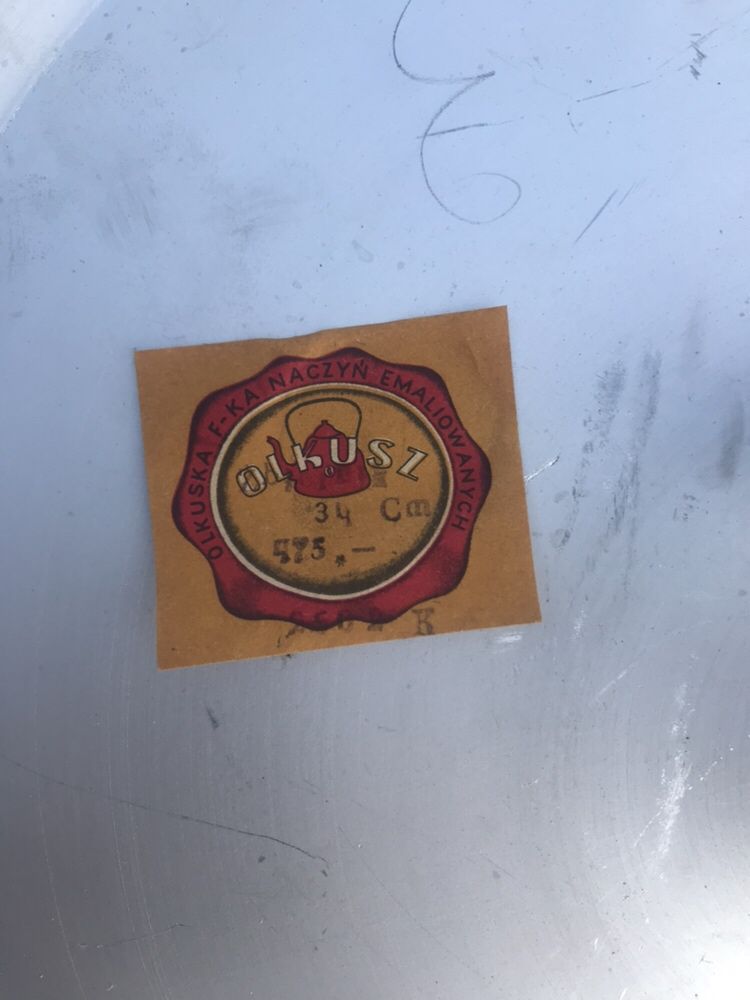 OLKUSKA F-KA NACZYŃ EMALIOWANYCH
OLKUSZ
34 Cm
575,-